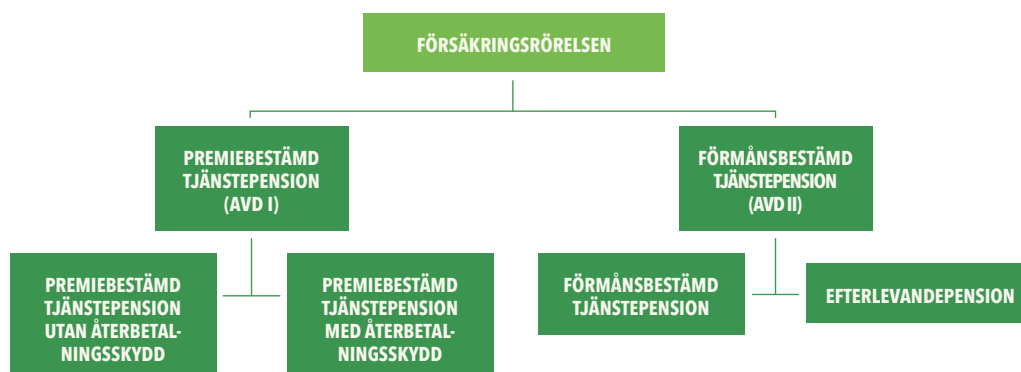 FÖRSÄKRINGSRÖRELSEN
PREMIEBESTÄMD
TJÄNSTEPENSION
(AVD I)
FÖRMÅNSBESTÄMD
TJÄNSTEPENSION
(AVD II)
PREMIEBESTÄMD
TJÄNSTEPENSION
UTAN ÅTERBETAL-
NINGSSKYDD
PREMIEBESTÄMD
TJÄNSTEPENSION
MED ÅTERBETAL-
NINGSSKYDD
FÖRMÅNSBESTÄMD
TJÄNSTEPENSION
EFTERLEVANDEPENSION